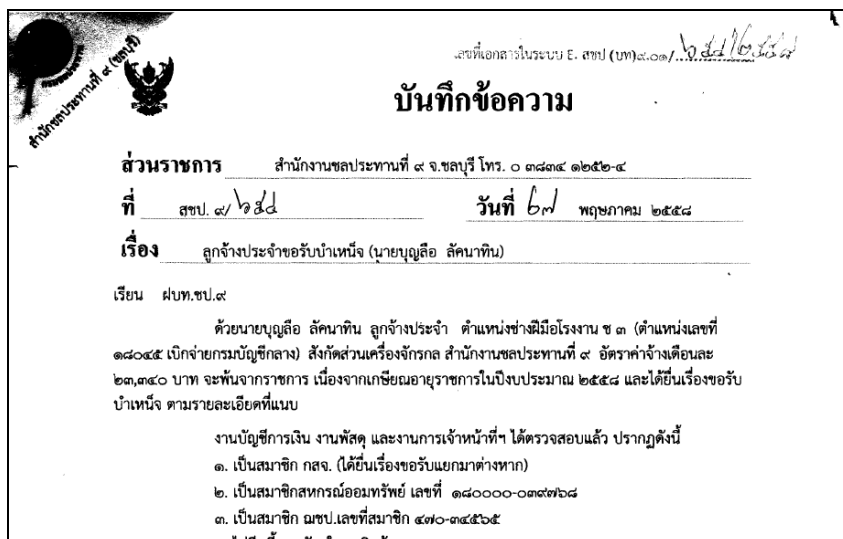 สำนักชลประทานที่ ๙ (ชลบุรี)
เลขที่เอกสารในระบบ E. สชป (บท)๙.๐๑/
บันทึกข้อความ
ส่วนราชการ สำนักงานชลประทานที่ ๙ จ.ชลบุรี โทร. ๐ ๓๘๓๔ ๑๒๕๒-๔
ที่ สชป. ๙/ วันที่ ๒๗ พฤษภาคม ๒๕๕๘
เรื่อง ลูกจ้างประจำขอรับบำเหน็จ (นายบุญลือ ลัคนาทิน)
เรียน ฝบท.ชป.๙
ด้วยนายบุญลือ ลัคนาทิน ลูกจ้างประจำ ตำแหน่งช่างฝีมือโรงงาน ช ๓ (ตำแหน่งเลขที่
๑๘๐๔๕ เบิกจ่ายกรมบัญชีกลาง) สังกัดส่วนเครื่องจักรกล สำนักงานชลประทานที่ ๙ อัตราค่าจ้างเดือนละ
๒๓,๓๔๐ บาท จะพ้นจากราชการ เนื่องจากเกษียณอายุราชการในปีงบประมาณ ๒๕๕๘ และได้ยื่นเรื่องขอรับ
บำเหน็จ ตามรายละเอียดที่แนบ
งานบัญชีการเงิน งานพัสดุ และงานการเจ้าหน้าที่ฯ ได้ตรวจสอบแล้ว ปรากฏดังนี้
๑. เป็นสมาชิก กสจ. (ได้ยื่นเรื่องขอรับแยกมาต่างหาก)
๒. เป็นสมาชิกสหกรณ์ออมทรัพย์ เลขที่ ๑๘๐๐๐๐-๐๓๙๗๖๘
๓. เป็นสมาชิก ฌชป.เลขที่สมาชิก ๔๗๐-๓๔๕๖๕